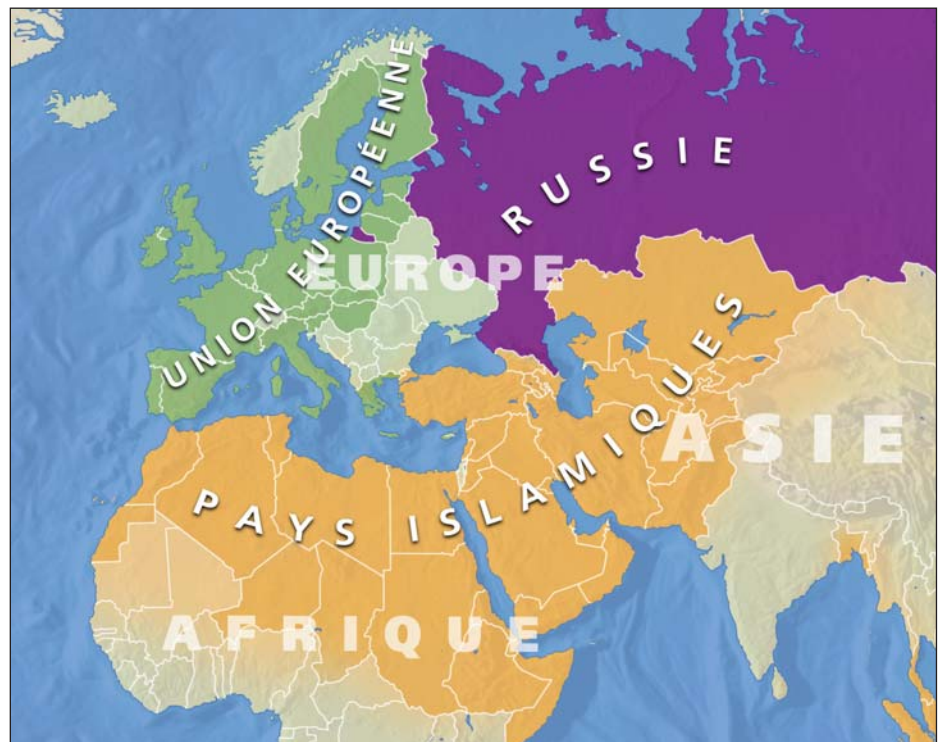 UNION EUROPÉENNE
RUSSIE
EUROPE
PAYS ISLAMIQUES
ASIE
AFRIQUE